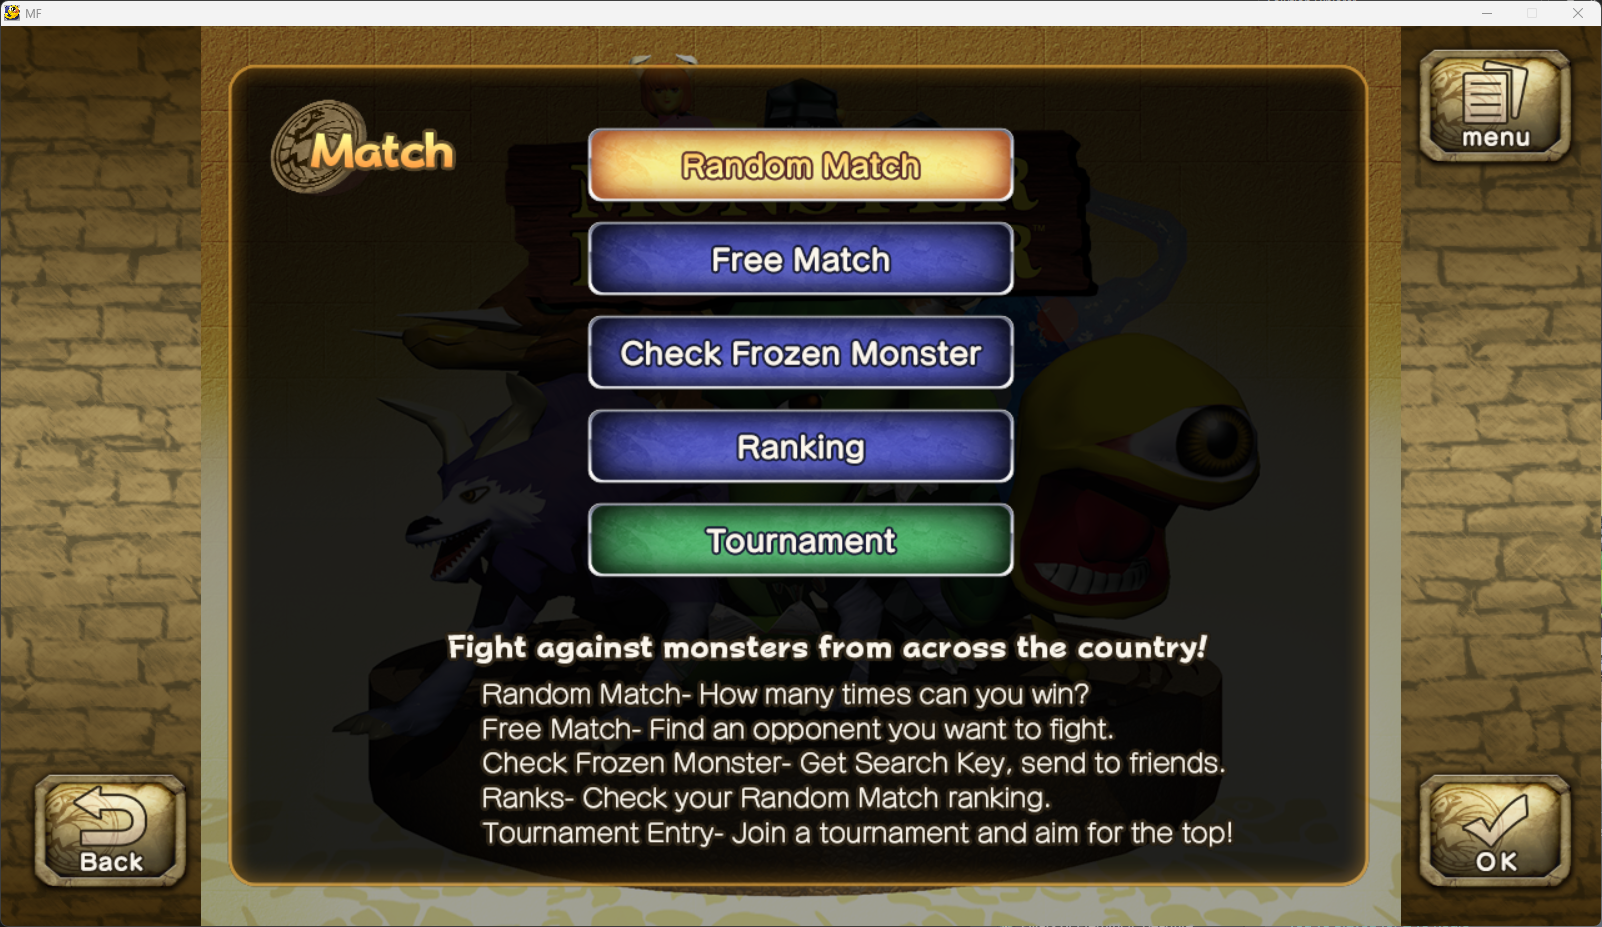 MF
menu
Match
Random Match
Free Match
Check Frozen Monster
Ranking
Tournament
Fight against monsters from across the country!
Random Match- How many times can you win?
Free Match- Find an opponent you want to fight.
Check Frozen Monster- Get Search Key, send to friends.
Ranks- Check your Random Match ranking.
Tournament Entry- Join a tournament and aim for the top!
Back
OK